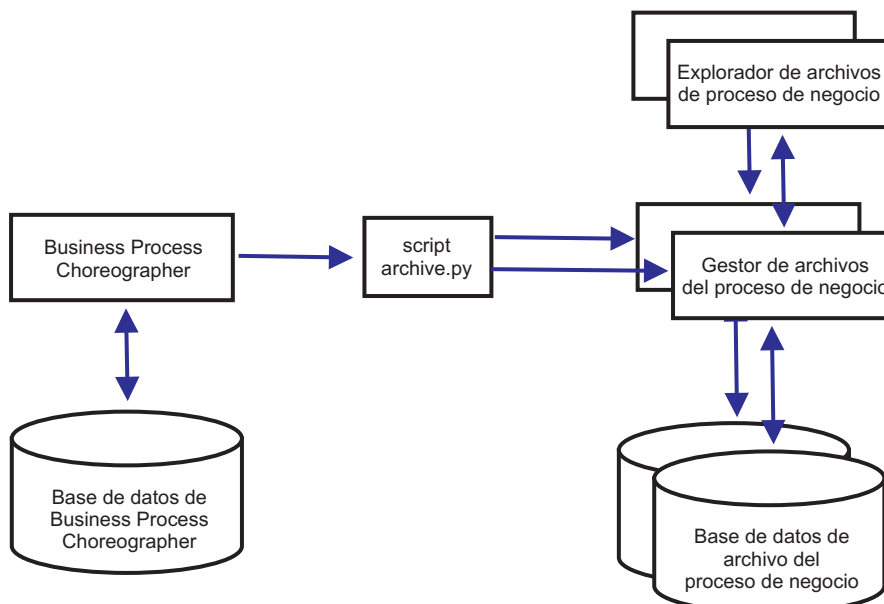 Explorador de archivos
de proceso de negocio
Business Process
Choreographer
script
archive.py
Gestor de archivos
del proceso de negocio
Base de datos de
Business Process
Choreographer
Base de datos de
archivo del
proceso de negocio